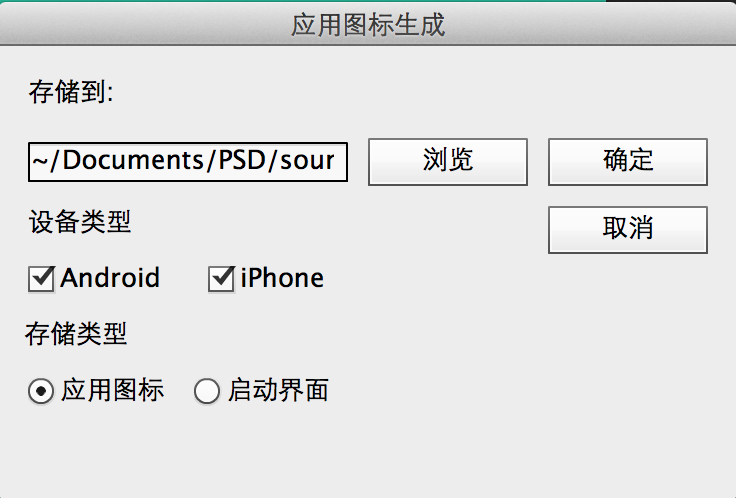 应用图标生成
存储到:
~/Documents/PSD/sour 浏览 确定
设备类型 取消
Android iPhone
存储类型
应用图标 启动界面